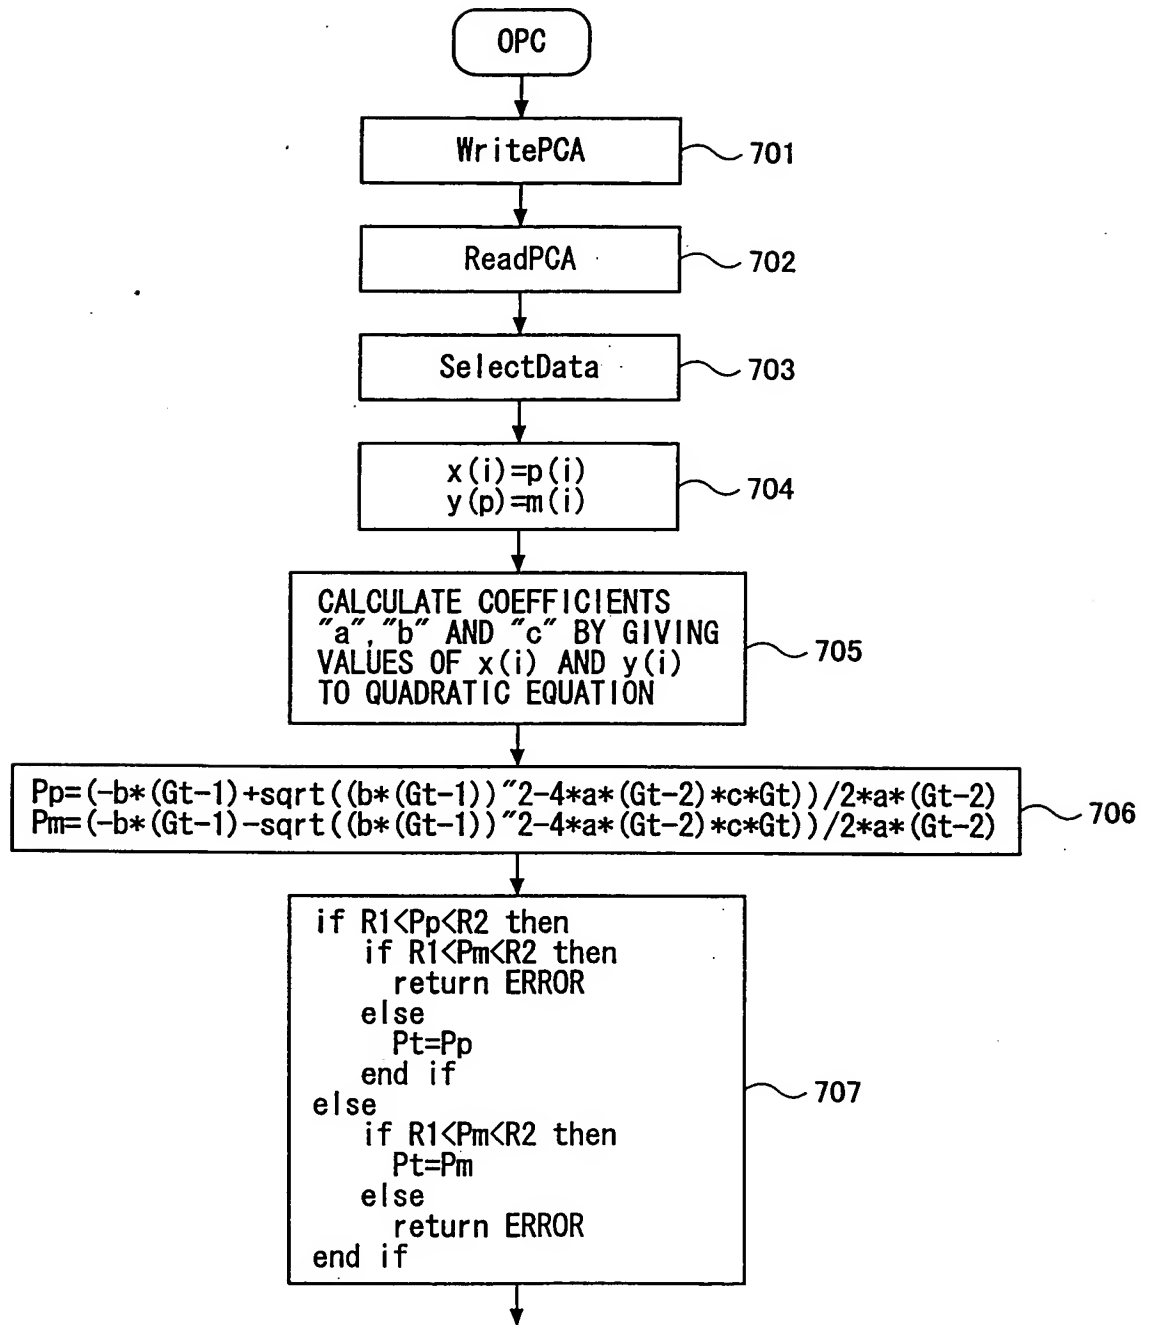 OPC
WritePCA
701
ReadPCA
702
SelectData
703
x(i)=p(i)
y(p)=m(i)
704
CALCULATE COEFFICIENTS
"a","b" AND "c" BY GIVING
VALUES OF x(i) AND y(i)
TO QUADRATIC EQUATION
705
Pp=(-b*(Gt-1)+sqrt((b*(Gt-1))"2-4*a*(Gt-2)*c*Gt))/2*a*(Gt-2)
Pm=(-b*(Gt-1)-sqrt((b*(Gt-1))"2-4*a*(Gt-2)*c*Gt))/2*a*(Gt-2)
706
if R1<Pp<R2 then
if R1<Pm<R2 then
return ERROR
else
Pt=Pp
end if
else
if R1<Pm<R2 then
Pt=Pm
else
return ERROR
end if
707